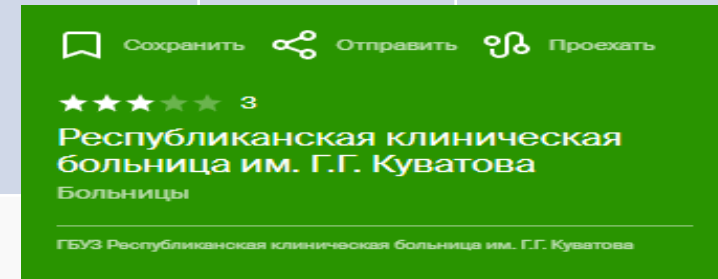 Сохранить Отправить Проехать
3
Республиканская клиническая
больница им. Г.Г. Куватова
Больницы
ГБУЗ Республиканская клиническая больница им. Г.Г. Куватова